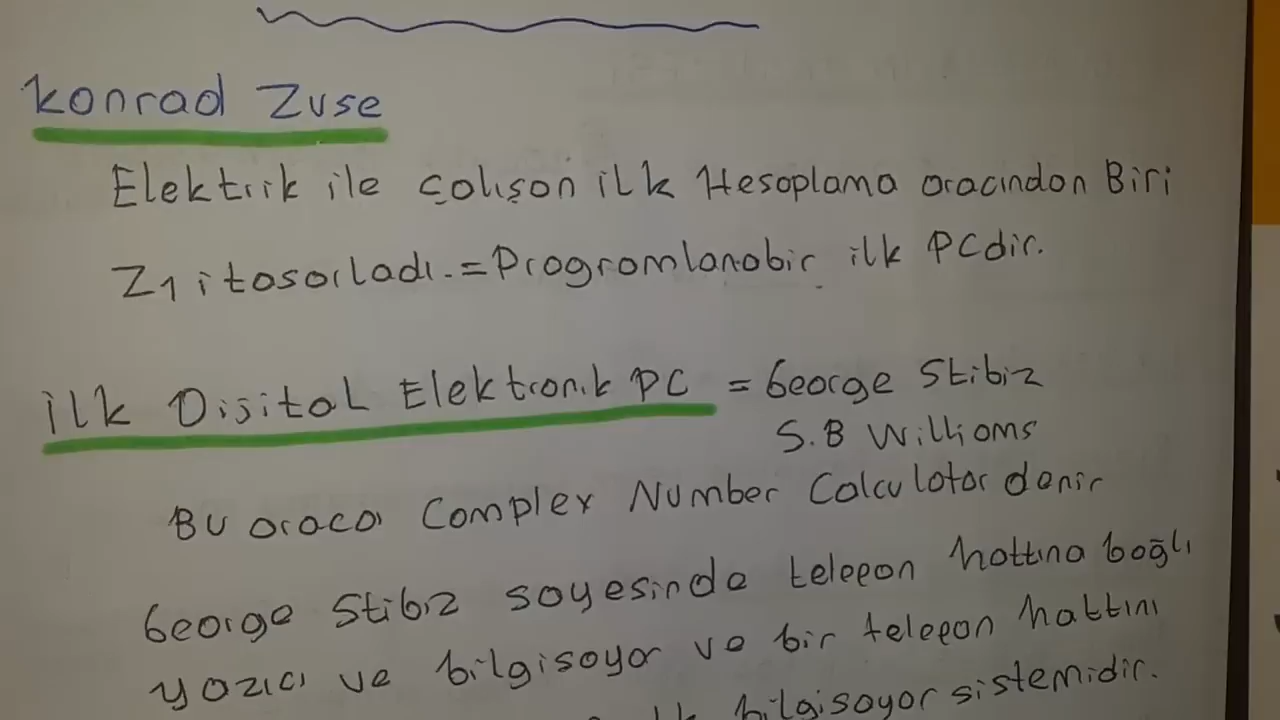 Konrad Zuse
Elektrik ile çalışan ilk Hesaplama aracından Biri
Z1 i tasarladı. = Programlanabir ilk PCdir.
ilk Disital Elektronik PC = George Stibiz
S.B Williams
Bu araca Complex Number Calculator denir
George Stibiz sayesinde telefon hattına bağlı
yazıcı ve bilgisayar ve bir telefon hattını
bilgisayar sistemidir.